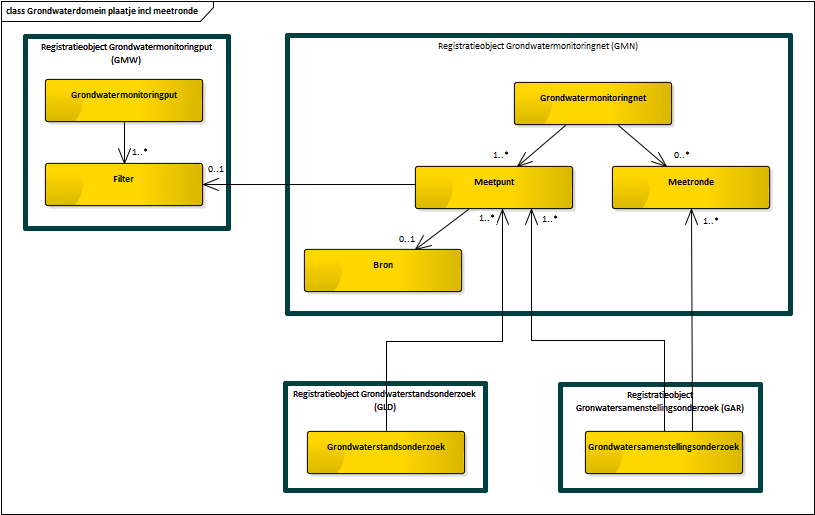 class Grondwaterdomein plaatje incl meetronde
Registratieobject Grondwatermonitoringput
(GMW)
Grondwatermonitoringput
1..*
Filter
0..1
Registratieobject Grondwatermonitoringnet (GMN)
Grondwatermonitoringnet
1..*
0..*
Meetpunt
Meetronde
1..*
1..*
1..*
0..1
Bron
Registratieobject Grondwaterstandsonderzoek
(GLD)
Grondwaterstandsonderzoek
Registratieobject
Gronwatersamenstellingsonderzoek (GAR)
Grondwatersamenstellingsonderzoek